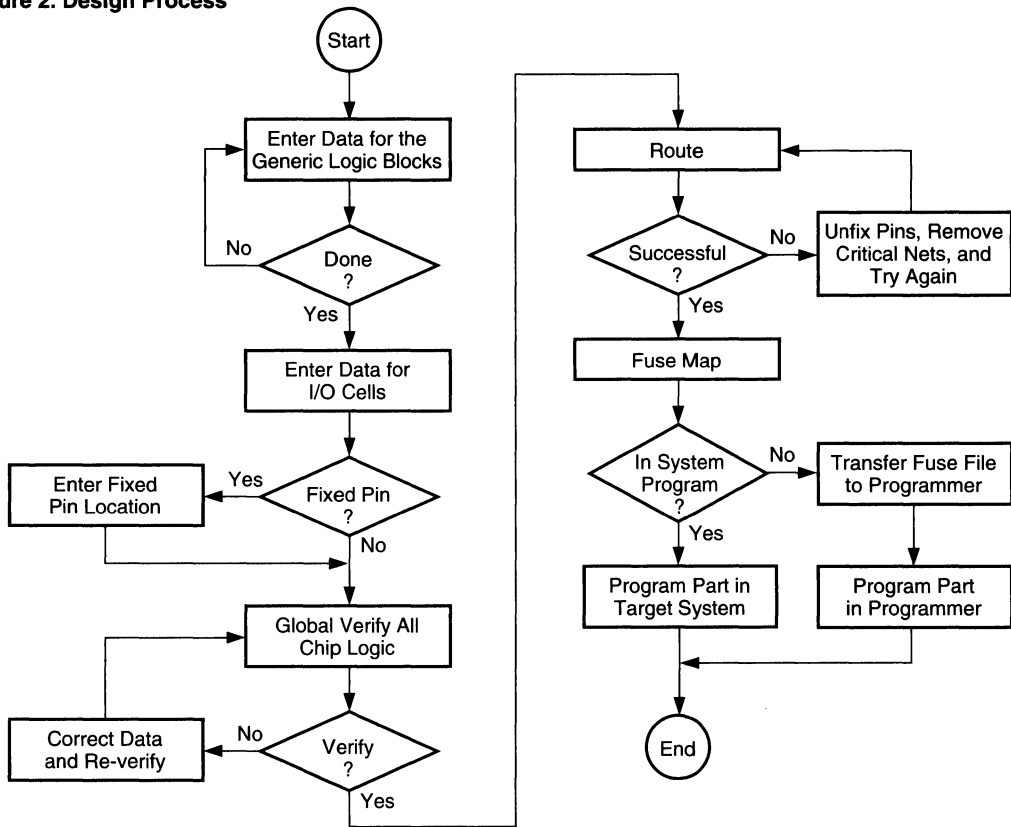 ure 2. Design Process
Start
Enter Data for the
Generic Logic Blocks
No
Done
?
Yes
Enter Data for
I/O Cells
Enter Fixed
Pin Location
Yes
Fixed Pin
?
No
Global Verify All
Chip Logic
Correct Data
and Re-verify
No
Verify
?
Yes
Route
Successful
?
No
Unfix Pins, Remove
Critical Nets, and
Try Again
Yes
Fuse Map
In System
Program
?
No
Transfer Fuse File
to Programmer
Yes
Program Part in
Target System
Program Part
in Programmer
End